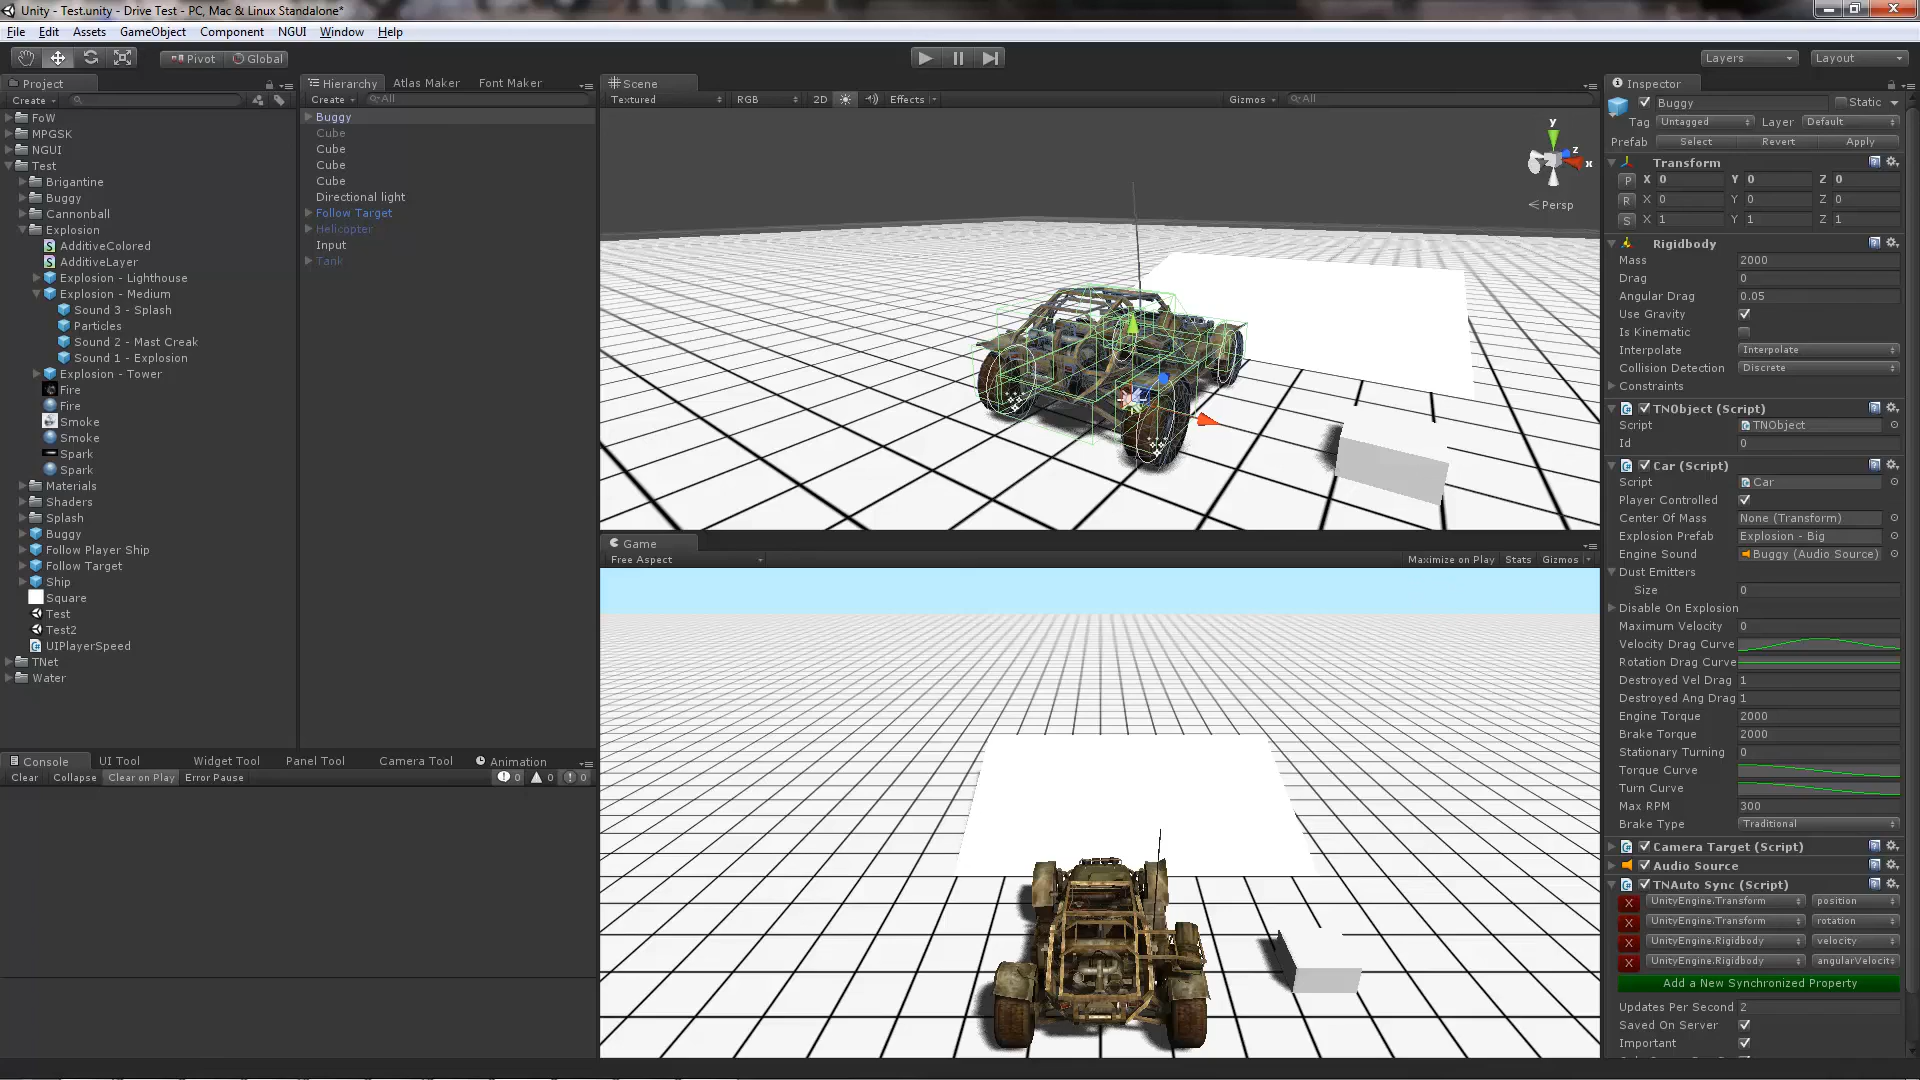 Unity - Test.unity - Drive Test - PC, Mac & Linux Standalone*
File Edit Assets GameObject Component NGUI Window Help
Pivot Global Layers Layout
Project
Create
FoW
MPGSK
NGUI
Test
Brigantine
Buggy
Cannonball
Explosion
AdditiveColored
AdditiveLayer
Explosion - Lighthouse
Explosion - Medium
Sound 3 - Splash
Particles
Sound 2 - Mast Creak
Sound 1 - Explosion
Explosion - Tower
Fire
Fire
Smoke
Smoke
Spark
Spark
Materials
Shaders
Splash
Buggy
Follow Player Ship
Follow Target
Ship
Square
Test
Test2
UIPlayerSpeed
TNet
Water
Hierarchy Atlas Maker Font Maker
Create All
Buggy
Cube
Cube
Cube
Cube
Directional light
Follow Target
Helicopter
Input
Tank
Console UI Tool Widget Tool Panel Tool Camera Tool Animation
Clear Collapse Clear on Play Error Pause 0 0 0
Scene
Textured RGB 2D Effects Gizmos All
y
z
x
Persp
Game
Free Aspect Maximize on Play Stats Gizmos
Inspector
Buggy Static
Tag Untagged Layer Default
Prefab Select Revert Apply
Transform
P X 0 Y 0 Z 0
R X 0 Y 0 Z 0
S X 1 Y 1 Z 1
Rigidbody
Mass 2000
Drag 0
Angular Drag 0.05
Use Gravity
Is Kinematic
Interpolate Interpolate
Collision Detection Discrete
Constraints
TNObject (Script)
Script TNObject
Id 0
Car (Script)
Script Car
Player Controlled
Center Of Mass None (Transform)
Explosion Prefab Explosion - Big
Engine Sound Buggy (Audio Source)
Dust Emitters
Size 0
Disable On Explosion
Maximum Velocity 0
Velocity Drag Curve
Rotation Drag Curve
Destroyed Vel Drag 1
Destroyed Ang Drag 1
Engine Torque 2000
Brake Torque 2000
Stationary Turning 0
Torque Curve
Turn Curve
Max RPM 300
Brake Type Traditional
Camera Target (Script)
Audio Source
TNAuto Sync (Script)
X UnityEngine.Transform position
X UnityEngine.Transform rotation
X UnityEngine.Rigidbody velocity
X UnityEngine.Rigidbody angularVelocit
Add a New Synchronized Property
Updates Per Second 2
Saved On Server
Important